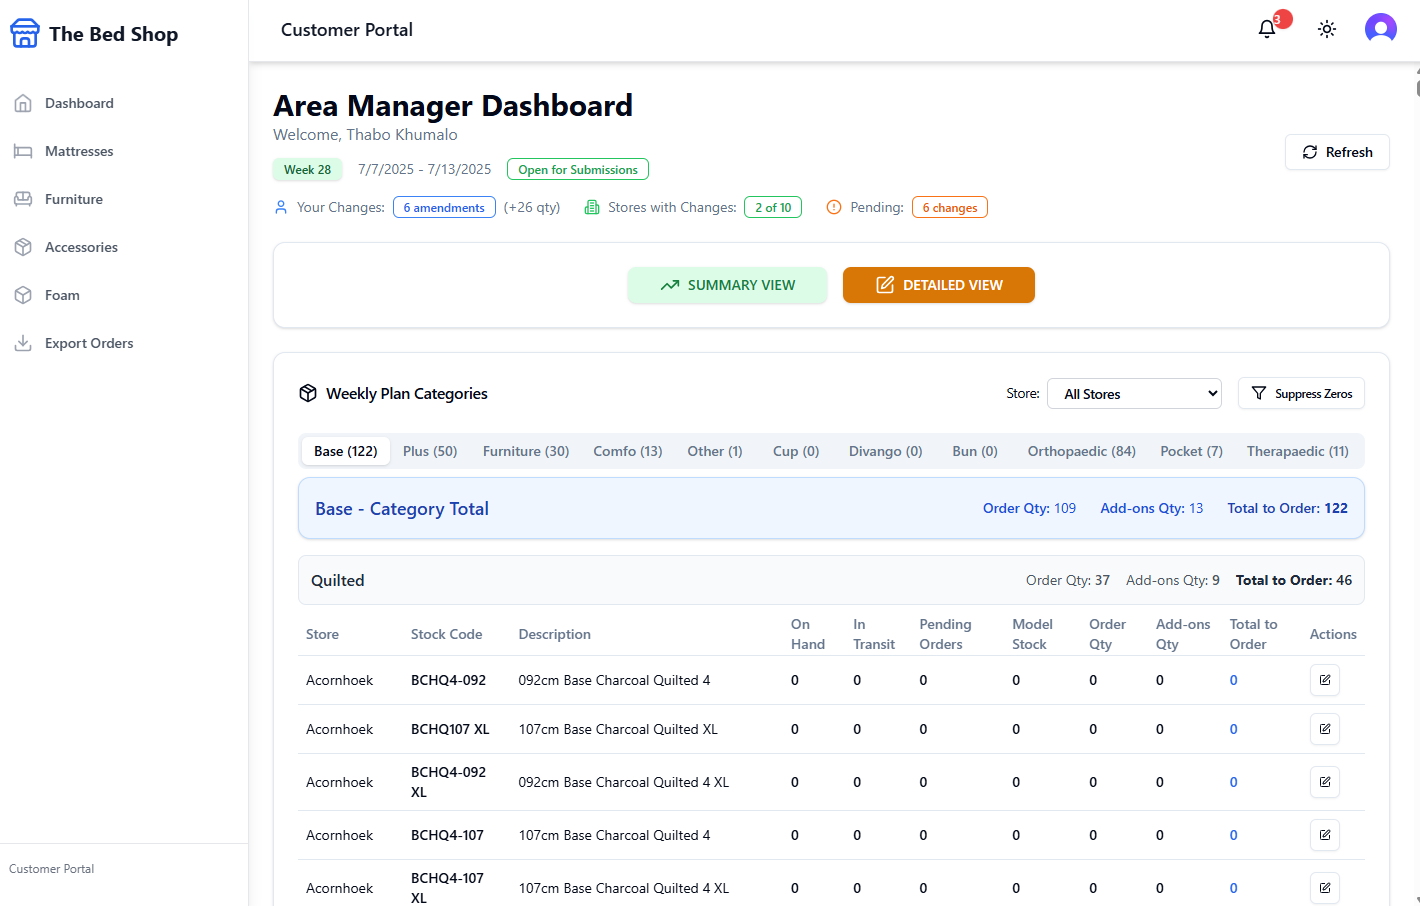 The Bed Shop
Customer Portal
3
Dashboard
Mattresses
Furniture
Accessories
Foam
Export Orders
Customer Portal
Area Manager Dashboard
Welcome, Thabo Khumalo
Week 28 7/7/2025 - 7/13/2025 Open for Submissions
Your Changes: 6 amendments (+26 qty) Stores with Changes: 2 of 10 Pending: 6 changes
Refresh
SUMMARY VIEW DETAILED VIEW
Weekly Plan Categories Store: All Stores Suppress Zeros
Base (122) Plus (50) Furniture (30) Comfo (13) Other (1) Cup (0) Divango (0) Bun (0) Orthopaedic (84) Pocket (7) Therapaedic (11)
Base - Category Total Order Qty: 109 Add-ons Qty: 13 Total to Order: 122
Quilted Order Qty: 37 Add-ons Qty: 9 Total to Order: 46
Store Stock Code Description On Hand In Transit Pending Orders Model Stock Order Qty Add-ons Qty Total to Order Actions
Acornhoek BCHQ4-092 092cm Base Charcoal Quilted 4 0 0 0 0 0 0 0
Acornhoek BCHQ107 XL 107cm Base Charcoal Quilted XL 0 0 0 0 0 0 0
Acornhoek BCHQ4-092 XL 092cm Base Charcoal Quilted 4 XL 0 0 0 0 0 0 0
Acornhoek BCHQ4-107 107cm Base Charcoal Quilted 4 0 0 0 0 0 0 0
Acornhoek BCHQ4-107 XL 107cm Base Charcoal Quilted 4 XL 0 0 0 0 0 0 0